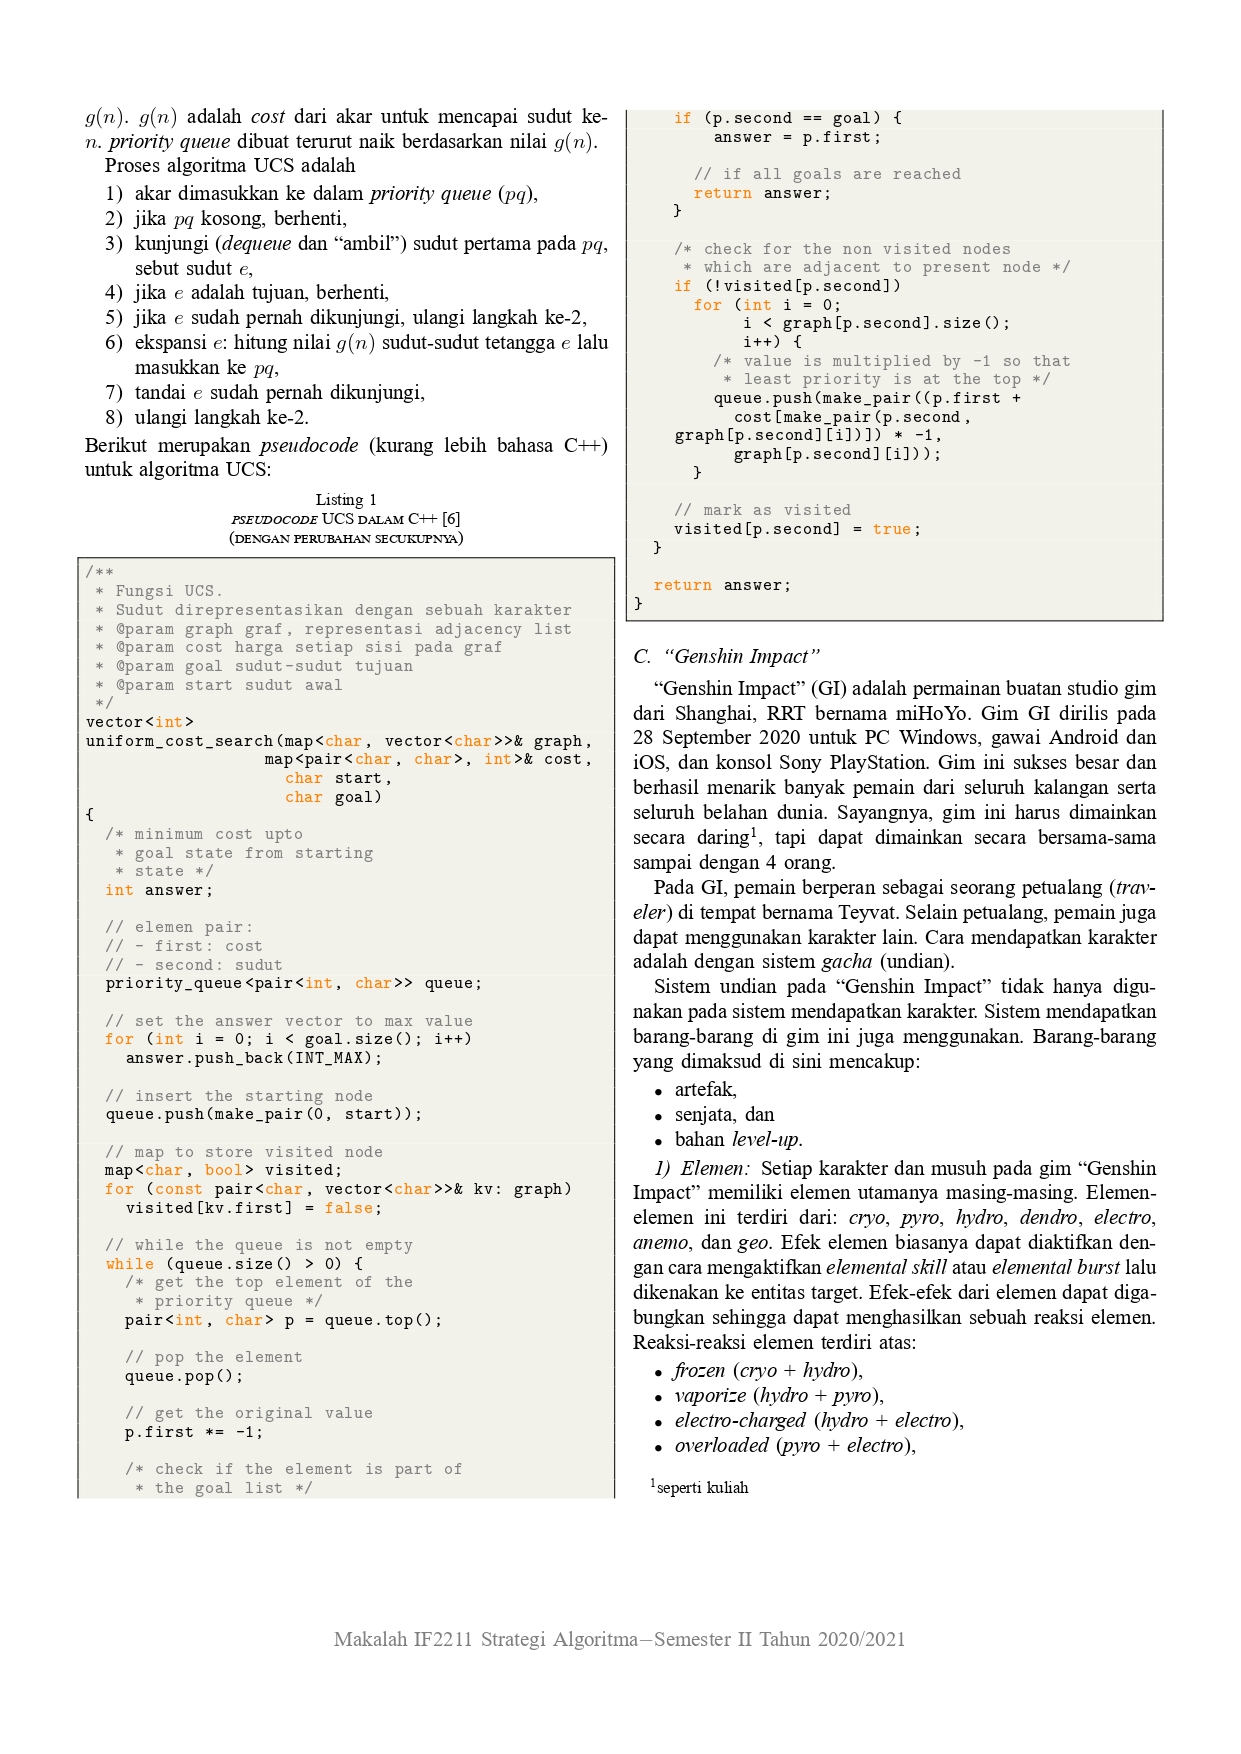 g(n). g(n) adalah cost dari akar untuk mencapai sudut ke-
n. priority queue dibuat terurut naik berdasarkan nilai g(n).
Proses algoritma UCS adalah
1) akar dimasukkan ke dalam priority queue (pq),
2) jika pq kosong, berhenti,
3) kunjungi (dequeue dan “ambil”) sudut pertama pada pq,
sebut sudut e,
4) jika e adalah tujuan, berhenti,
5) jika e sudah pernah dikunjungi, ulangi langkah ke-2,
6) ekspansi e: hitung nilai g(n) sudut-sudut tetangga e lalu
masukkan ke pq,
7) tandai e sudah pernah dikunjungi,
8) ulangi langkah ke-2.
Berikut merupakan pseudocode (kurang lebih bahasa C++)
untuk algoritma UCS:
Listing 1
PSEUDOCODE UCS DALAM C++ [6]
(DENGAN PERUBAHAN SECUKUPNYA)
/**
 * Fungsi UCS.
 * Sudut direpresentasikan dengan sebuah karakter
 * @param graph graf, representasi adjacency list
 * @param cost harga setiap sisi pada graf
 * @param goal sudut-sudut tujuan
 * @param start sudut awal
 */
vector<int>
uniform_cost_search(map<char, vector<char>>& graph,
                  map<pair<char, char>, int>& cost,
                    char start,
                    char goal)
{
  /* minimum cost upto
   * goal state from starting
   * state */
  int answer;

  // elemen pair:
  // - first: cost
  // - second: sudut
  priority_queue<pair<int, char>> queue;

  // set the answer vector to max value
  for (int i = 0; i < goal.size(); i++)
    answer.push_back(INT_MAX);

  // insert the starting node
  queue.push(make_pair(0, start));

  // map to store visited node
  map<char, bool> visited;
  for (const pair<char, vector<char>>& kv: graph)
    visited[kv.first] = false;

  // while the queue is not empty
  while (queue.size() > 0) {
    /* get the top element of the
     * priority queue */
    pair<int, char> p = queue.top();

    // pop the element
    queue.pop();

    // get the original value
    p.first *= -1;

    /* check if the element is part of
     * the goal list */
    if (p.second == goal) {
        answer = p.first;

      // if all goals are reached
      return answer;
    }

    /* check for the non visited nodes
     * which are adjacent to present node */
    if (!visited[p.second])
      for (int i = 0;
           i < graph[p.second].size();
           i++) {
        /* value is multiplied by -1 so that
         * least priority is at the top */
        queue.push(make_pair((p.first +
          cost[make_pair(p.second,
    graph[p.second][i])]) * -1,
          graph[p.second][i]));
      }

    // mark as visited
    visited[p.second] = true;
  }

  return answer;
}
C. “Genshin Impact”
“Genshin Impact” (GI) adalah permainan buatan studio gim
dari Shanghai, RRT bernama miHoYo. Gim GI dirilis pada
28 September 2020 untuk PC Windows, gawai Android dan
iOS, dan konsol Sony PlayStation. Gim ini sukses besar dan
berhasil menarik banyak pemain dari seluruh kalangan serta
seluruh belahan dunia. Sayangnya, gim ini harus dimainkan
secara daring¹, tapi dapat dimainkan secara bersama-sama
sampai dengan 4 orang.
Pada GI, pemain berperan sebagai seorang petualang (trav-
eler) di tempat bernama Teyvat. Selain petualang, pemain juga
dapat menggunakan karakter lain. Cara mendapatkan karakter
adalah dengan sistem gacha (undian).
Sistem undian pada “Genshin Impact” tidak hanya digu-
nakan pada sistem mendapatkan karakter. Sistem mendapatkan
barang-barang di gim ini juga menggunakan. Barang-barang
yang dimaksud di sini mencakup:
• artefak,
• senjata, dan
• bahan level-up.
1) Elemen: Setiap karakter dan musuh pada gim “Genshin
Impact” memiliki elemen utamanya masing-masing. Elemen-
elemen ini terdiri dari: cryo, pyro, hydro, dendro, electro,
anemo, dan geo. Efek elemen biasanya dapat diaktifkan den-
gan cara mengaktifkan elemental skill atau elemental burst lalu
dikenakan ke entitas target. Efek-efek dari elemen dapat diga-
bungkan sehingga dapat menghasilkan sebuah reaksi elemen.
Reaksi-reaksi elemen terdiri atas:
• frozen (cryo + hydro),
• vaporize (hydro + pyro),
• electro-charged (hydro + electro),
• overloaded (pyro + electro),
¹seperti kuliah
Makalah IF2211 Strategi Algoritma—Semester II Tahun 2020/2021